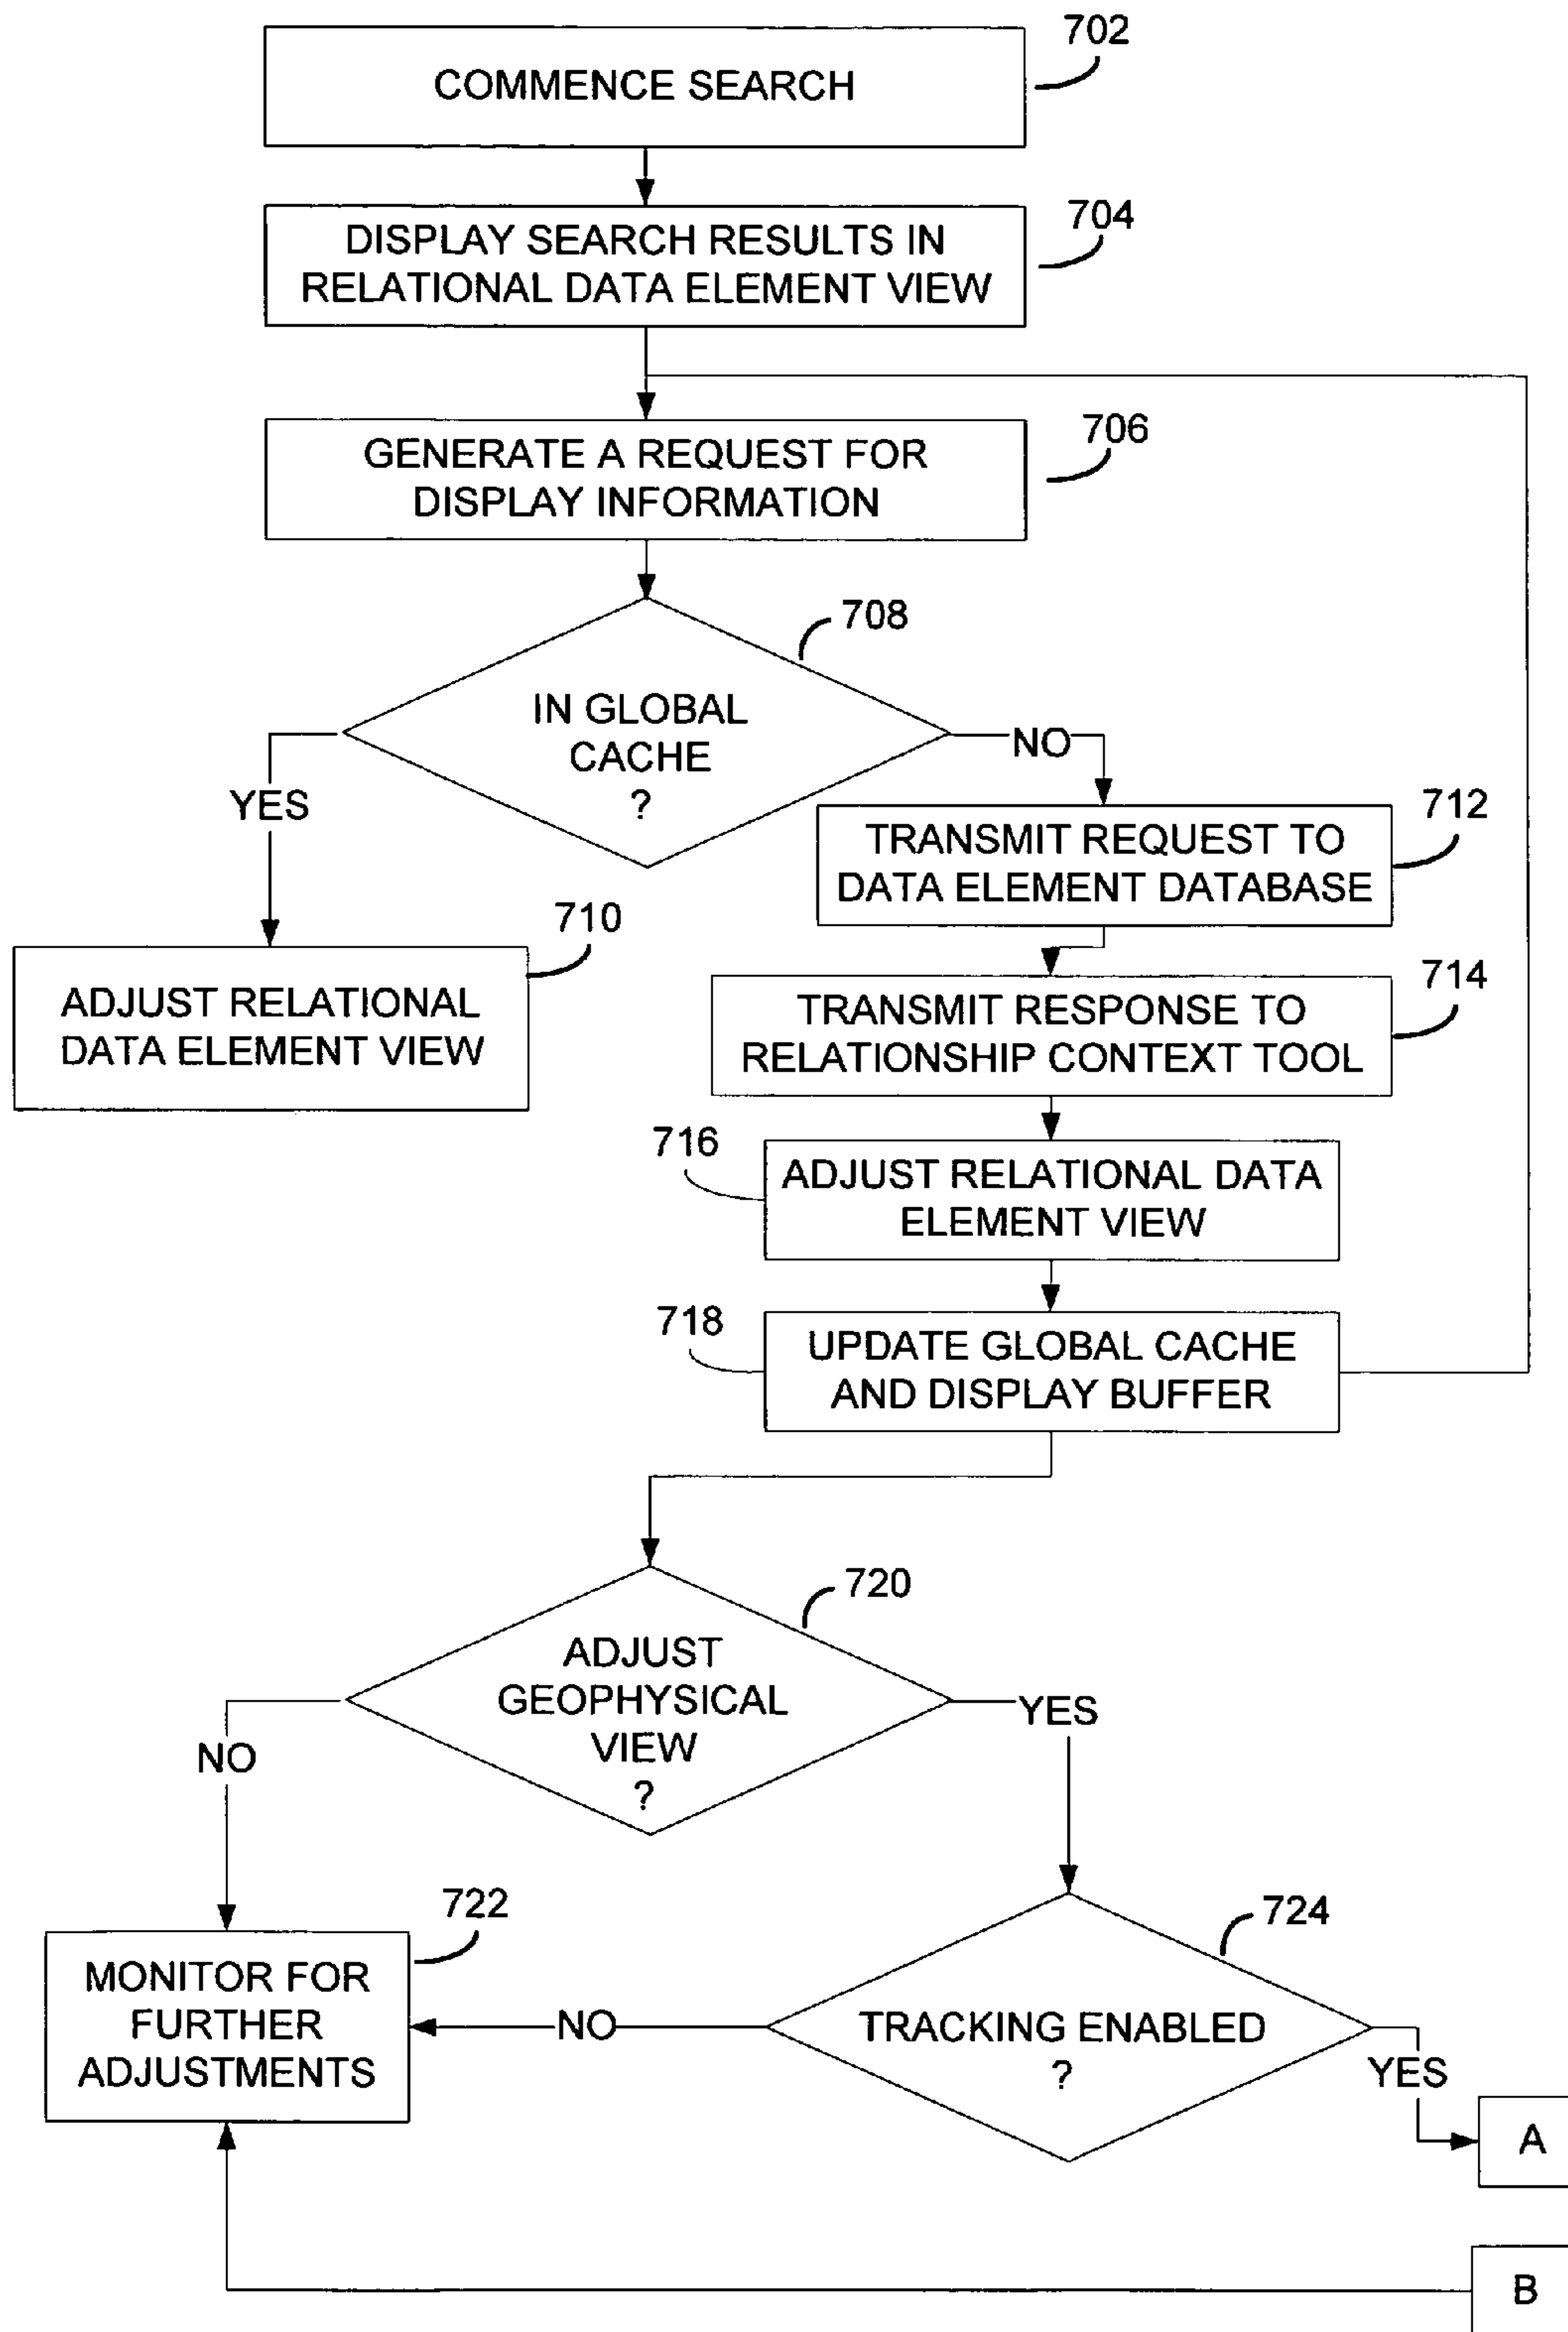 702
COMMENCE SEARCH
704
DISPLAY SEARCH RESULTS IN
RELATIONAL DATA ELEMENT VIEW
706
GENERATE A REQUEST FOR
DISPLAY INFORMATION
708
IN GLOBAL
CACHE
?
NO
YES
712
TRANSMIT REQUEST TO
DATA ELEMENT DATABASE
710
ADJUST RELATIONAL
DATA ELEMENT VIEW
714
TRANSMIT RESPONSE TO
RELATIONSHIP CONTEXT TOOL
716
ADJUST RELATIONAL DATA
ELEMENT VIEW
718
UPDATE GLOBAL CACHE
AND DISPLAY BUFFER
720
ADJUST
GEOPHYSICAL
VIEW
?
YES
NO
722
MONITOR FOR
FURTHER
ADJUSTMENTS
724
NO
TRACKING ENABLED
?
YES
A
B